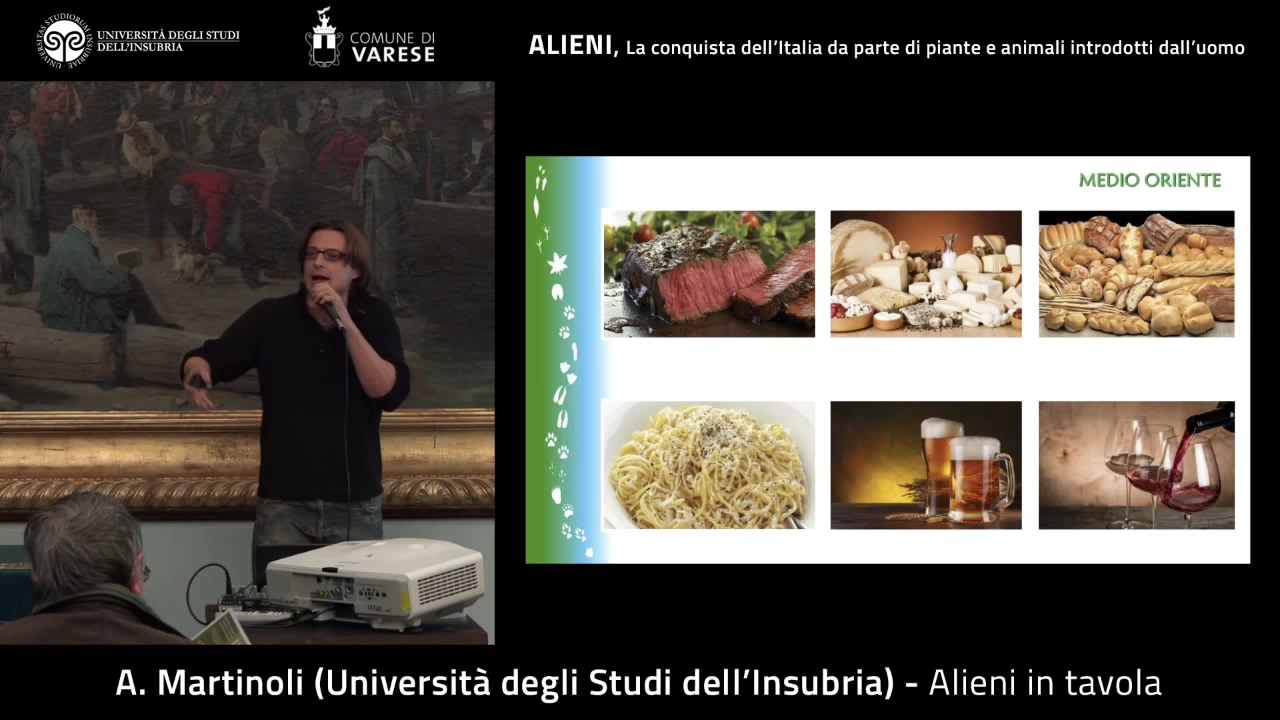 UNIVERSITÀ DEGLI STUDI
DELL'INSUBRIA
COMUNE DI
VARESE
ALIENI, La conquista dell'Italia da parte di piante e animali introdotti dall'uomo
MEDIO ORIENTE
A. Martinoli (Università degli Studi dell'Insubria) - Alieni in tavola